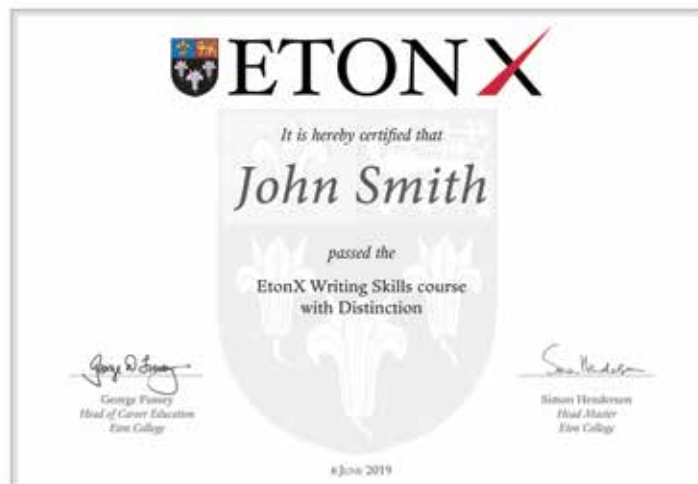 ETON X
It is hereby certified that
John Smith
passed the
EtonX Writing Skills course
with Distinction
George Fussey
Head of Career Education
Eton College
Simon Henderson
Head Master
Eton College
JUNE 2019